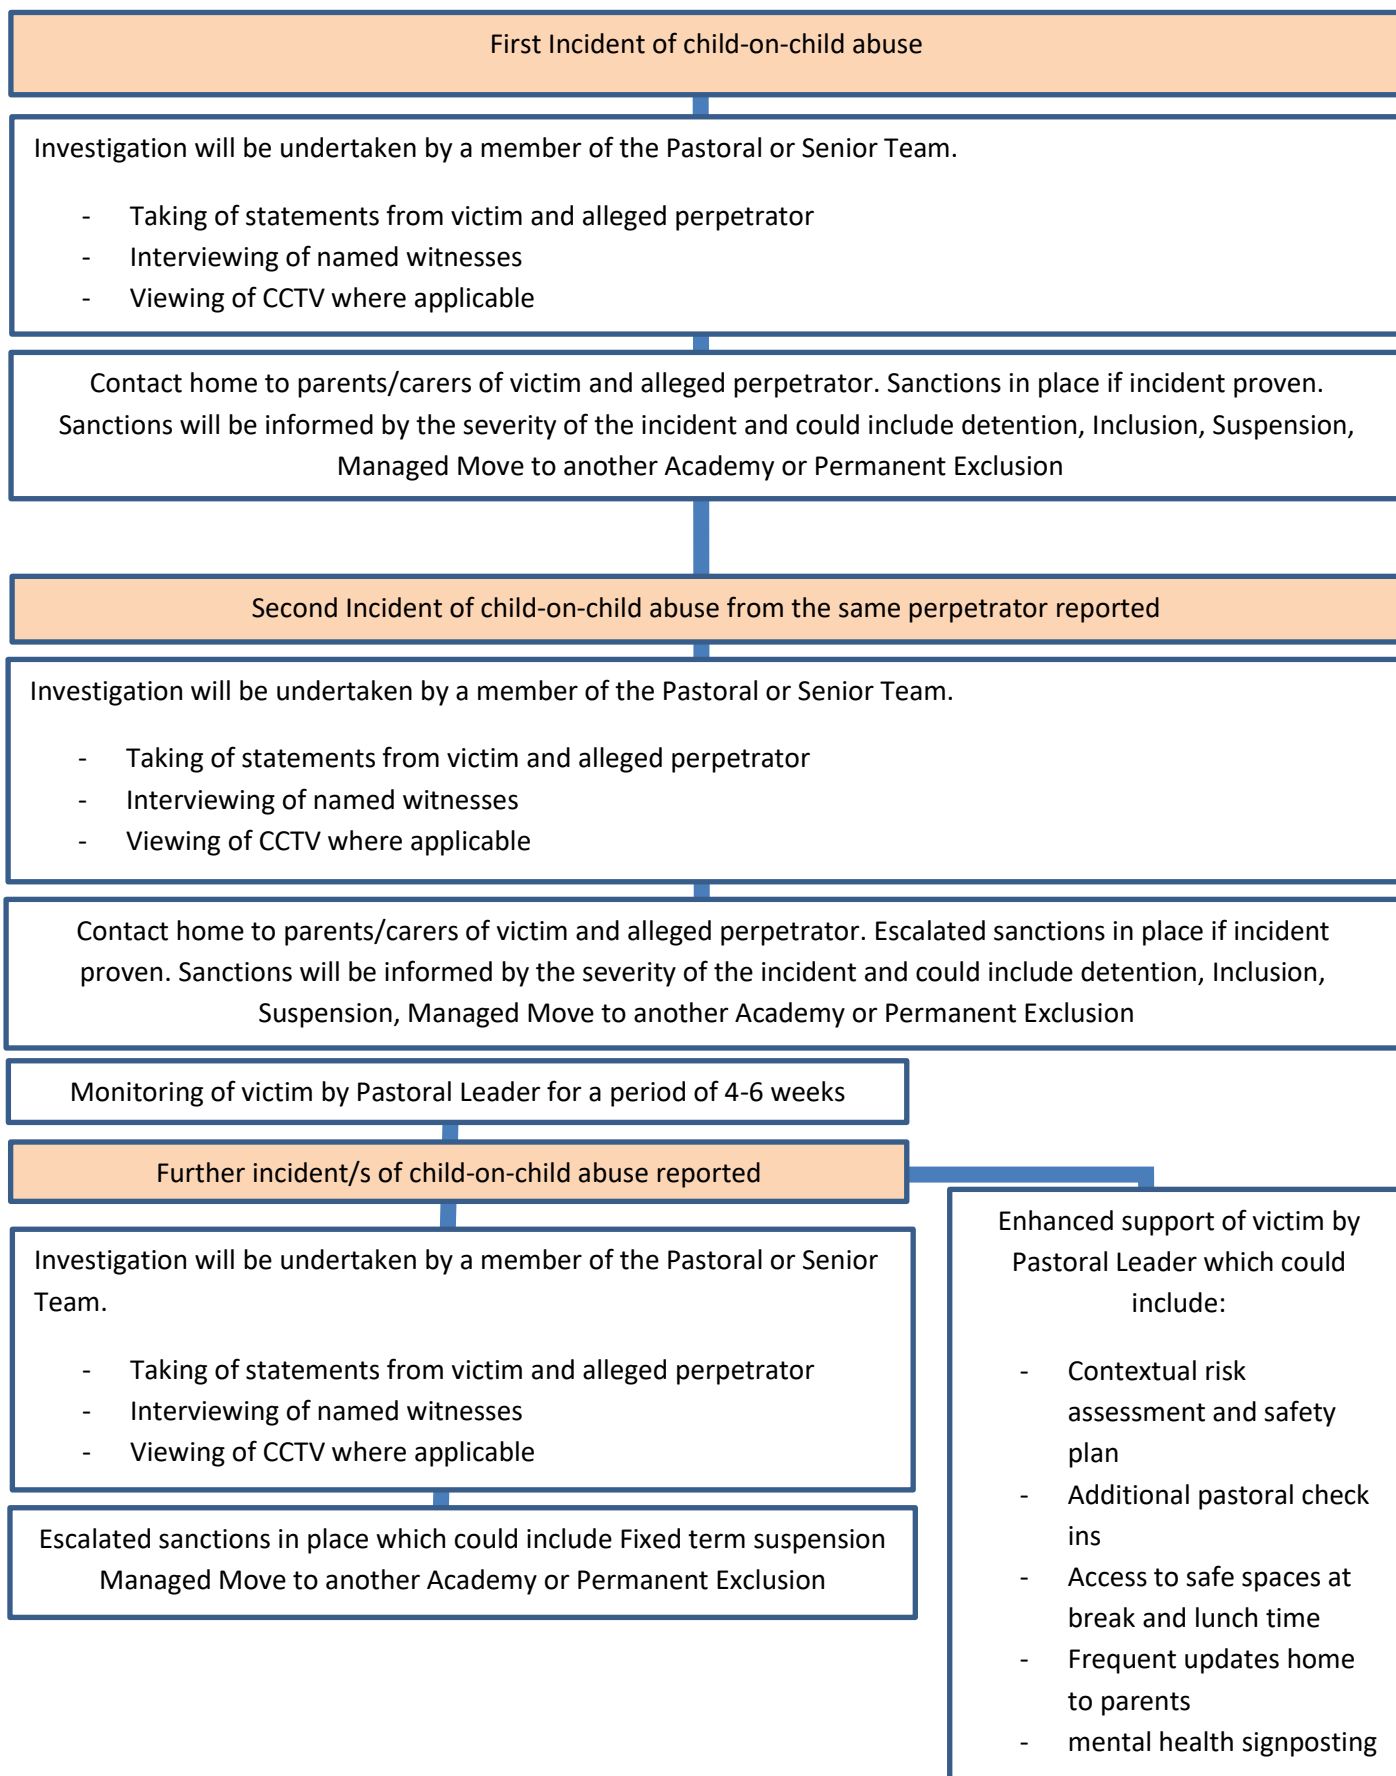 First Incident of child-on-child abuse
Investigation will be undertaken by a member of the Pastoral or Senior Team.
- Taking of statements from victim and alleged perpetrator
- Interviewing of named witnesses
- Viewing of CCTV where applicable
Contact home to parents/carers of victim and alleged perpetrator. Sanctions in place if incident proven.
Sanctions will be informed by the severity of the incident and could include detention, Inclusion, Suspension,
Managed Move to another Academy or Permanent Exclusion
Second Incident of child-on-child abuse from the same perpetrator reported
Investigation will be undertaken by a member of the Pastoral or Senior Team.
- Taking of statements from victim and alleged perpetrator
- Interviewing of named witnesses
- Viewing of CCTV where applicable
Contact home to parents/carers of victim and alleged perpetrator. Escalated sanctions in place if incident
proven. Sanctions will be informed by the severity of the incident and could include detention, Inclusion,
Suspension, Managed Move to another Academy or Permanent Exclusion
Monitoring of victim by Pastoral Leader for a period of 4-6 weeks
Further incident/s of child-on-child abuse reported
Investigation will be undertaken by a member of the Pastoral or Senior
Team.
- Taking of statements from victim and alleged perpetrator
- Interviewing of named witnesses
- Viewing of CCTV where applicable
Escalated sanctions in place which could include Fixed term suspension
Managed Move to another Academy or Permanent Exclusion
Enhanced support of victim by
Pastoral Leader which could
include:
- Contextual risk
assessment and safety
plan
- Additional pastoral check
ins
- Access to safe spaces at
break and lunch time
- Frequent updates home
to parents
- mental health signposting